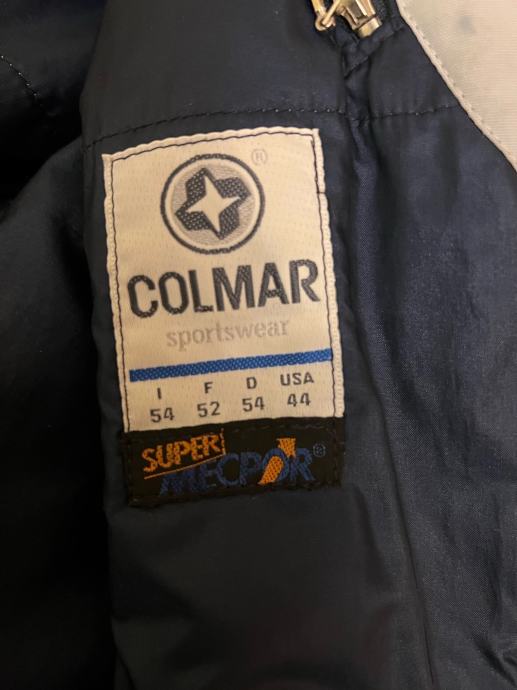 ®
COLMAR
sportswear
I F D USA
54 52 54 44
SUPER
MECPOR®